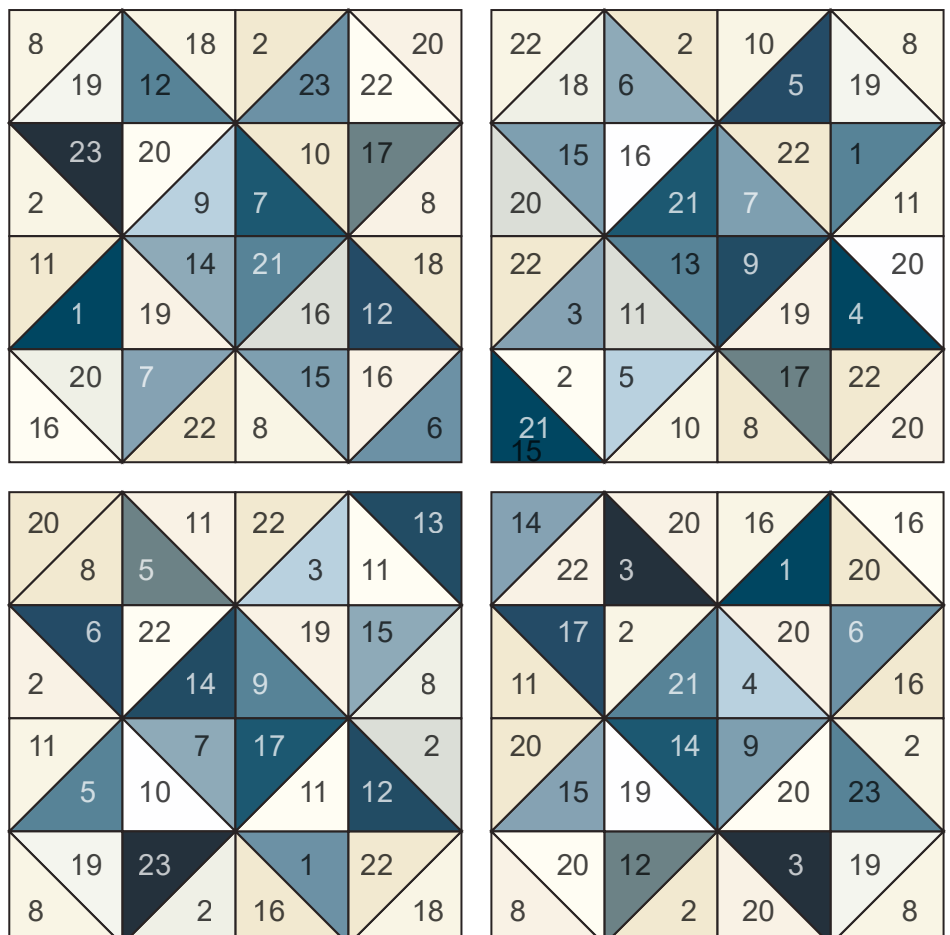 8 18 2 20
19 12 23 22
23 20 10 17
2 9 7 8
11 14 21 18
1 19 16 12
20 7 15 16
16 22 8 6
22 2 10 8
18 6 5 19
15 16 22 1
20 21 7 11
22 13 9 20
3 11 19 4
2 5 17 22
21 10 8 20
15
20 11 22 13
8 5 3 11
6 22 19 15
2 14 9 8
11 7 17 2
5 10 11 12
19 23 1 22
8 2 16 18
14 20 16 16
22 3 1 20
17 2 20 6
11 21 4 16
20 14 9 2
15 19 20 23
20 12 3 19
8 2 20 8